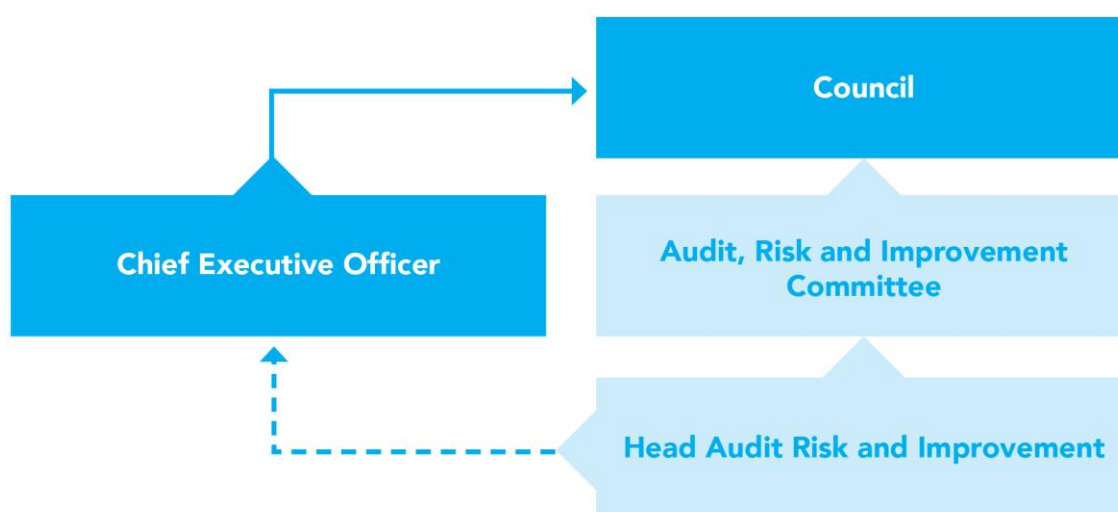 Council
Chief Executive Officer
Audit, Risk and Improvement
Committee
Head Audit Risk and Improvement